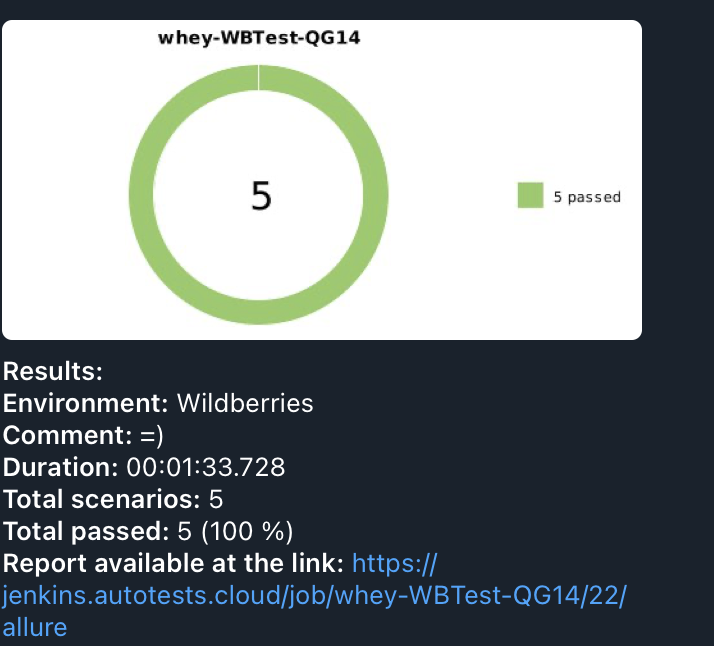 whey-WBTest-QG14
5
5 passed
Results:
Environment: Wildberries
Comment: =)
Duration: 00:01:33.728
Total scenarios: 5
Total passed: 5 (100 %)
Report available at the link: https://
jenkins.autotests.cloud/job/whey-WBTest-QG14/22/
allure